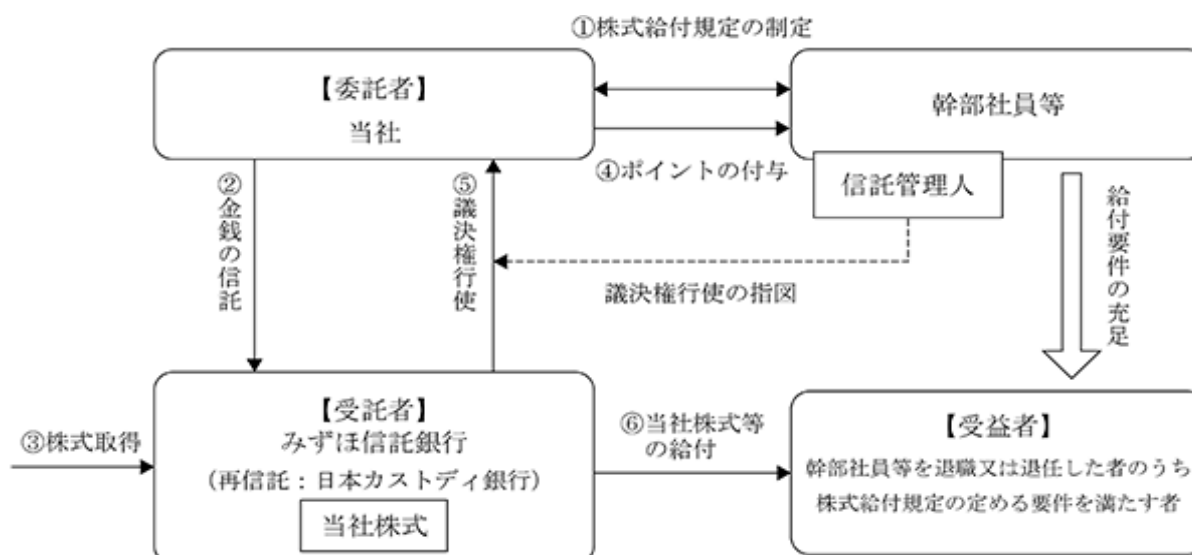 ①株式給付規定の制定
【委託者】
当社
幹部社員等
④ポイントの付与
信託管理人
②金銭の信託
⑤議決権行使
議決権行使の指図
給付要件の充足
③株式取得
【受託者】
みずほ信託銀行
(再信託：日本カストディ銀行)
当社株式
⑥当社株式等
の給付
【受益者】
幹部社員等を退職又は退任した者のうち
株式給付規定の定める要件を満たす者